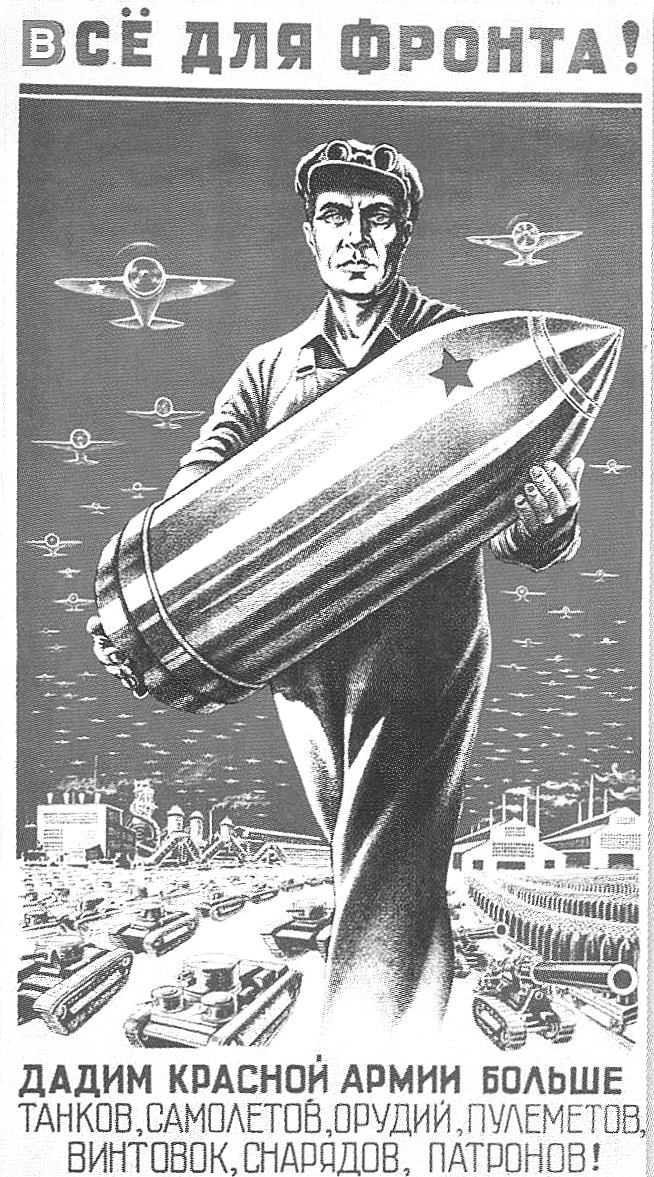 ВСЁ ДЛЯ ФРОНТА!
ДАДИМ КРАСНОЙ АРМИИ БОЛЬШЕ
ТАНКОВ, САМОЛЕТОВ, ОРУДИЙ, ПУЛЕМЕТОВ,
ВИНТОВОК, СНАРЯДОВ, ПАТРОНОВ!